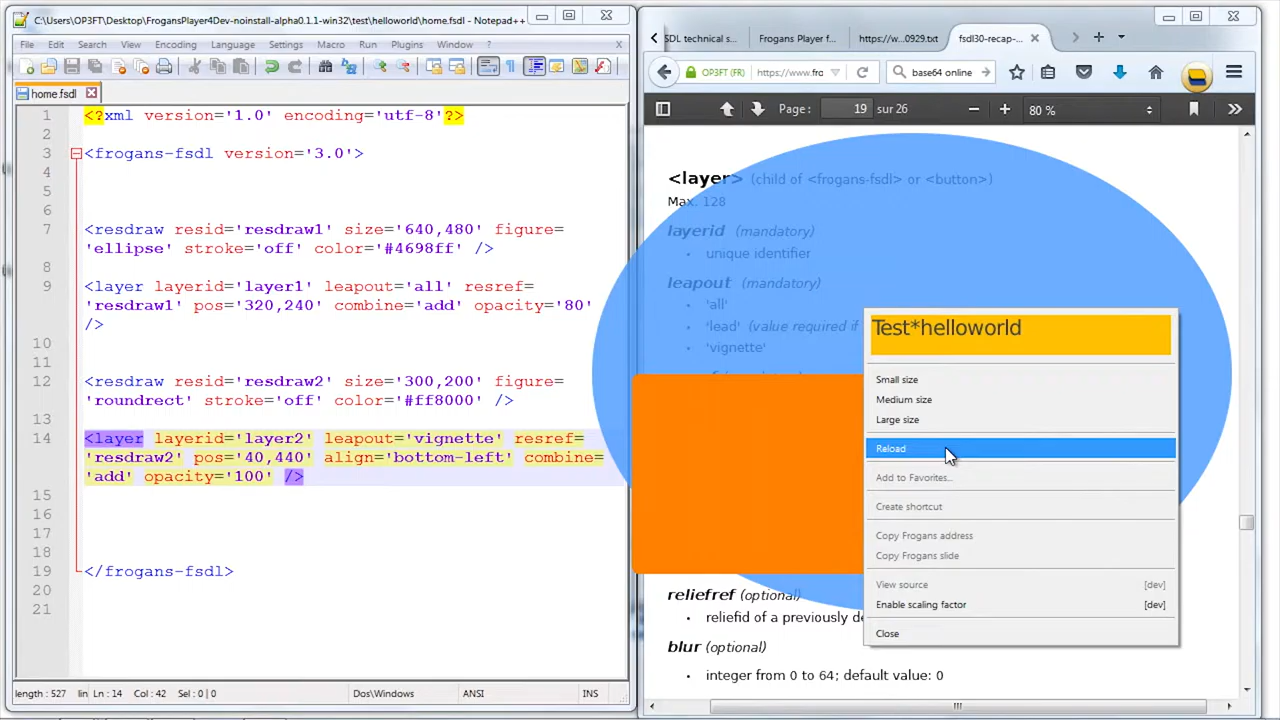 C:\Users\OP3FT\Desktop\FrogansPlayer4Dev-noinstall-alpha0.1.1-win32\test\helloworld\home.fsdl - Notepad++
File Edit Search View Encoding Language Settings Macro Run Plugins Window ? X
home fsdl
1 <?xml version='1.0' encoding='utf-8'?>
2
3 <frogans-fsdl version='3.0'>
4
5
6
7 <resdraw resid='resdraw1' size='640,480' figure=
'ellipse' stroke='off' color='#4698ff' />
8
9 <layer layerid='layer1' leapout='all' resref=
'resdraw1' pos='320,240' combine='add' opacity='80'
/>
10
11
12 <resdraw resid='resdraw2' size='300,200' figure=
'roundrect' stroke='off' color='#ff8000' />
13
14 <layer layerid='layer2' leapout='vignette' resref=
'resdraw2' pos='40,440' align='bottom-left' combine=
'add' opacity='100' />
15
16
17
18
19 </frogans-fsdl>
20
21
length : 527 lin Ln : 14 Col : 42 Sel : 0 | 0 Dos\Windows ANSI INS
SDL technical s... Frogans Player f... https://w...0929.txt fsdl30-recap-...
OP3FT (FR) https://www.fro base64 online
Page : 19 sur 26 80 %
<layer> (child of <frogans-fsdl> or <button>)
Max. 128
layerid (mandatory)
• unique identifier
leapout (mandatory)
• 'all'
• 'lead' (value required if
• 'vignette'
reliefref (optional)
• reliefid of a previously de
blur (optional)
• integer from 0 to 64; default value: 0
Test*helloworld
Small size
Medium size
Large size
Reload
Add to Favorites...
Create shortcut
Copy Frogans address
Copy Frogans slide
View source [dev]
Enable scaling factor [dev]
Close